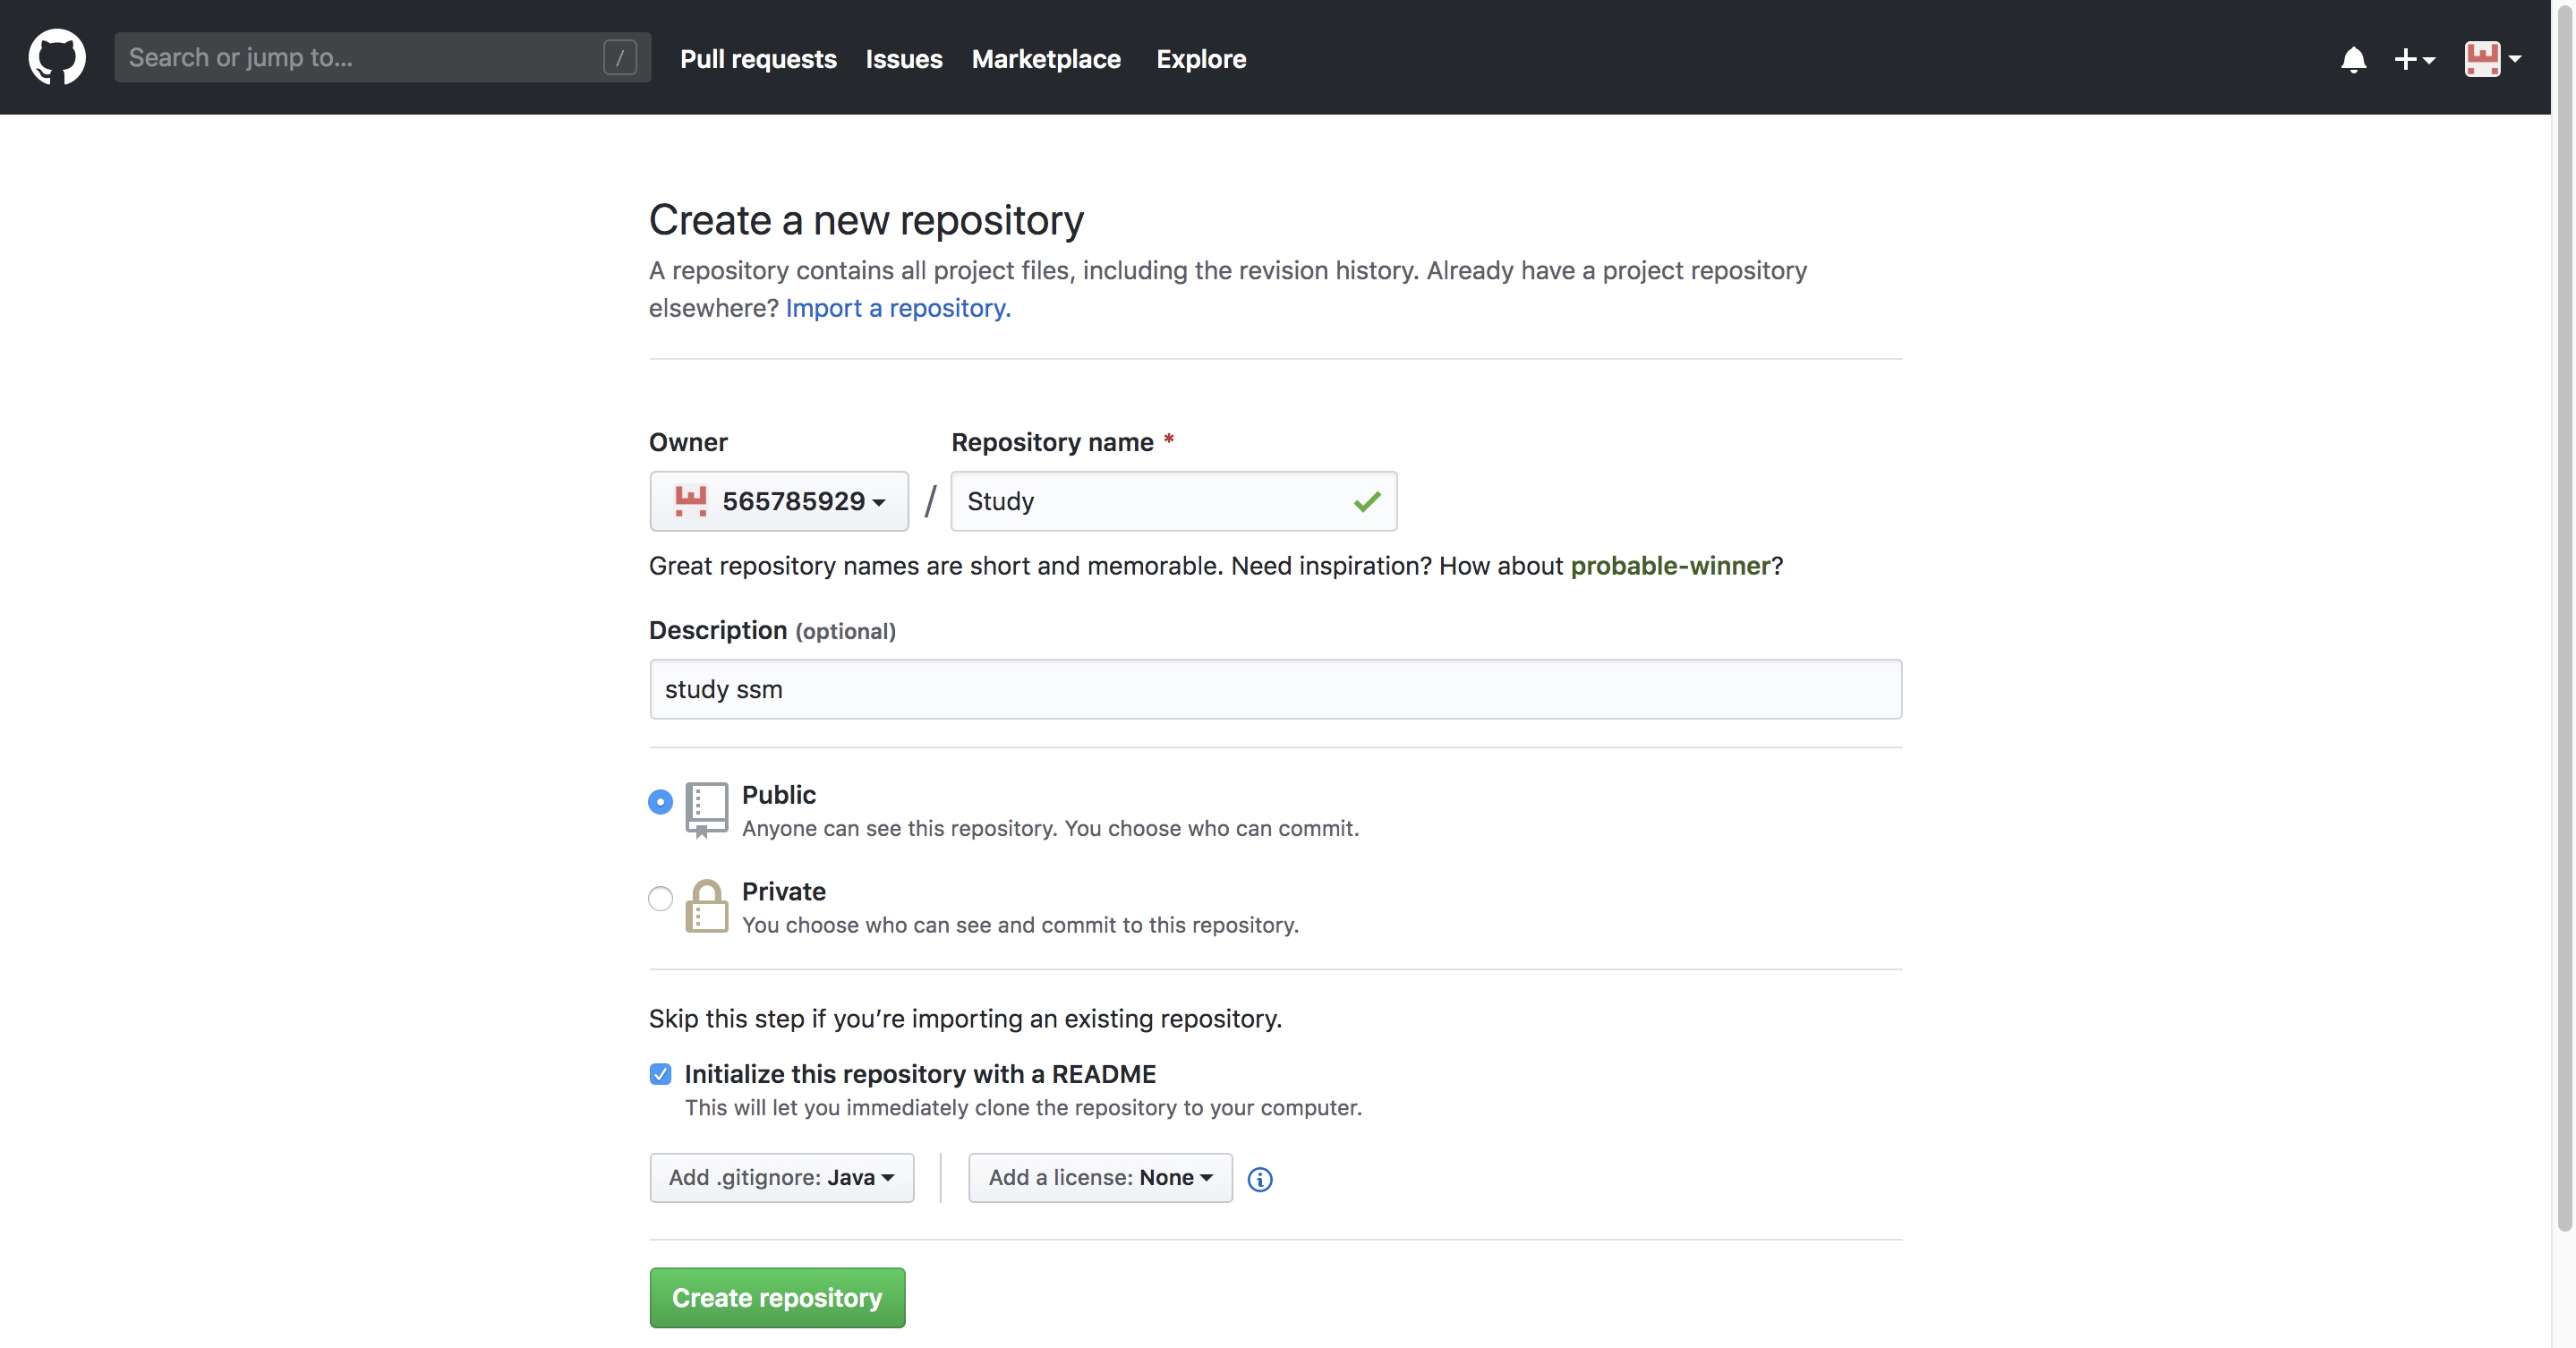 Search or jump to... /
Pull requests Issues Marketplace Explore
Create a new repository
A repository contains all project files, including the revision history. Already have a project repository
elsewhere? Import a repository.
Owner Repository name *
565785929 / Study
Great repository names are short and memorable. Need inspiration? How about probable-winner?
Description (optional)
study ssm
Public
Anyone can see this repository. You choose who can commit.
Private
You choose who can see and commit to this repository.
Skip this step if you’re importing an existing repository.
Initialize this repository with a README
This will let you immediately clone the repository to your computer.
Add .gitignore: Java Add a license: None
Create repository